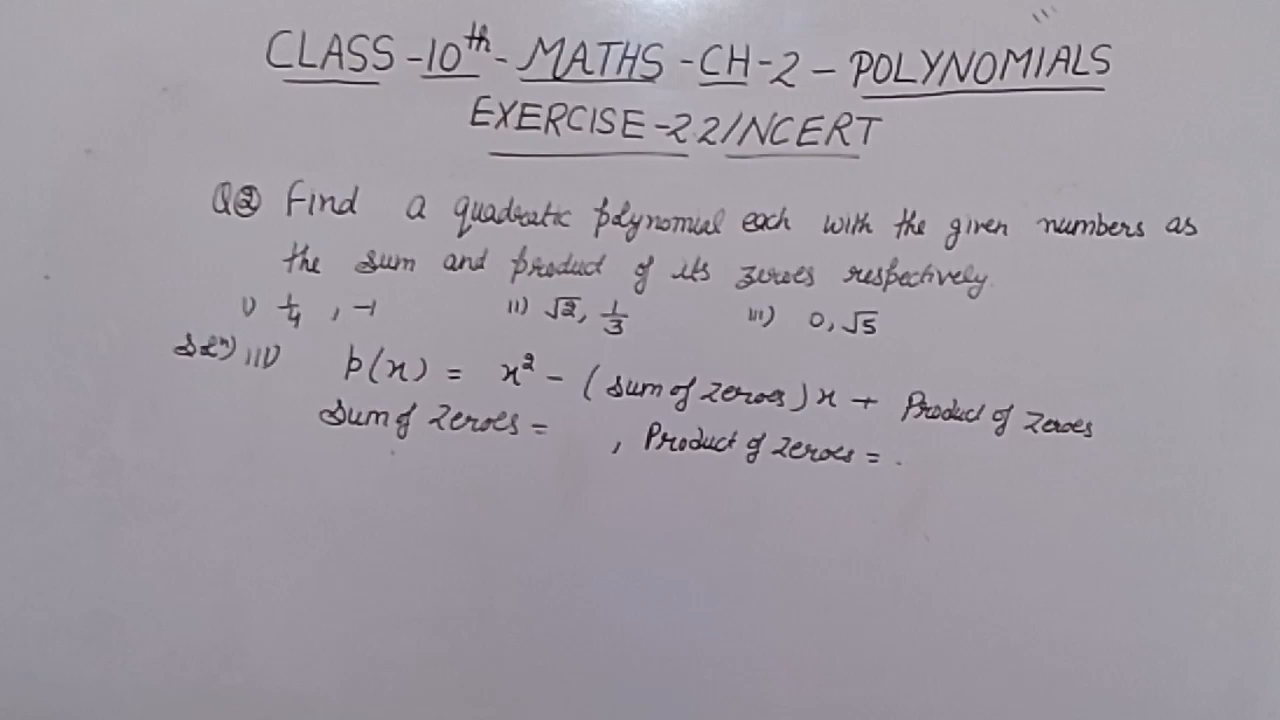 CLASS-10th-MATHS-CH-2-POLYNOMIALS
EXERCISE-2.2/NCERT
Q② Find a quadratic polynomial each with the given numbers as
the sum and product of its zeroes respectively.
i) 1/4, -1 ii) √2, 1/3 iii) 0, √5
Solⁿ) iii) p(x) = x² - (Sum of zeroes)x + Product of zeroes
Sum of zeroes = , Product of zeroes = .